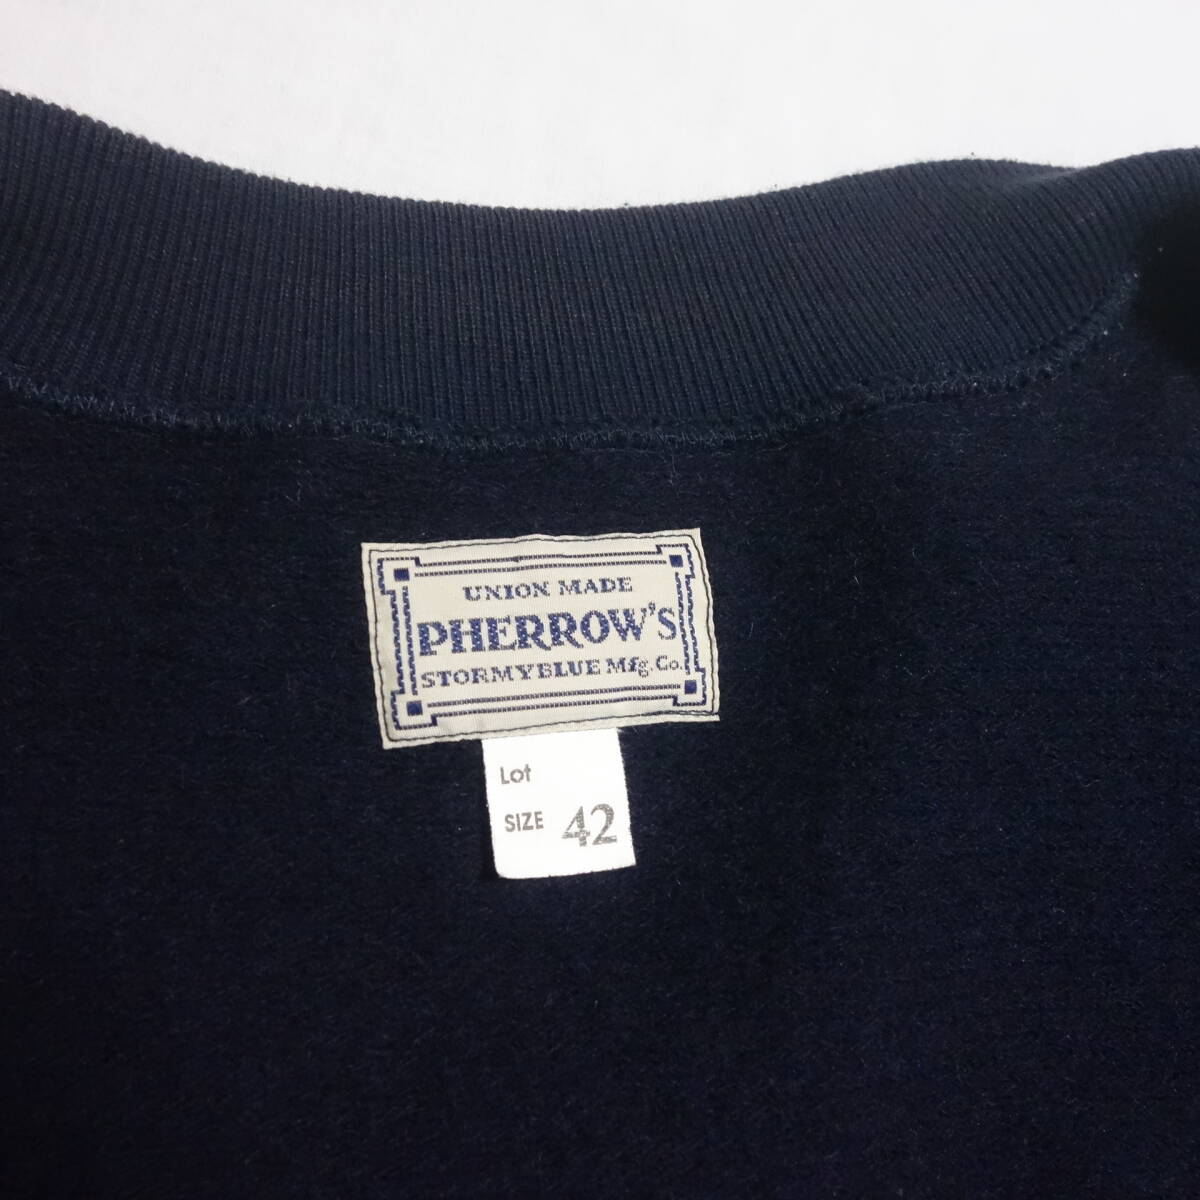 UNION MADE
PHERROW'S
STORMYBLUE Mfg. Co.
Lot
SIZE 42